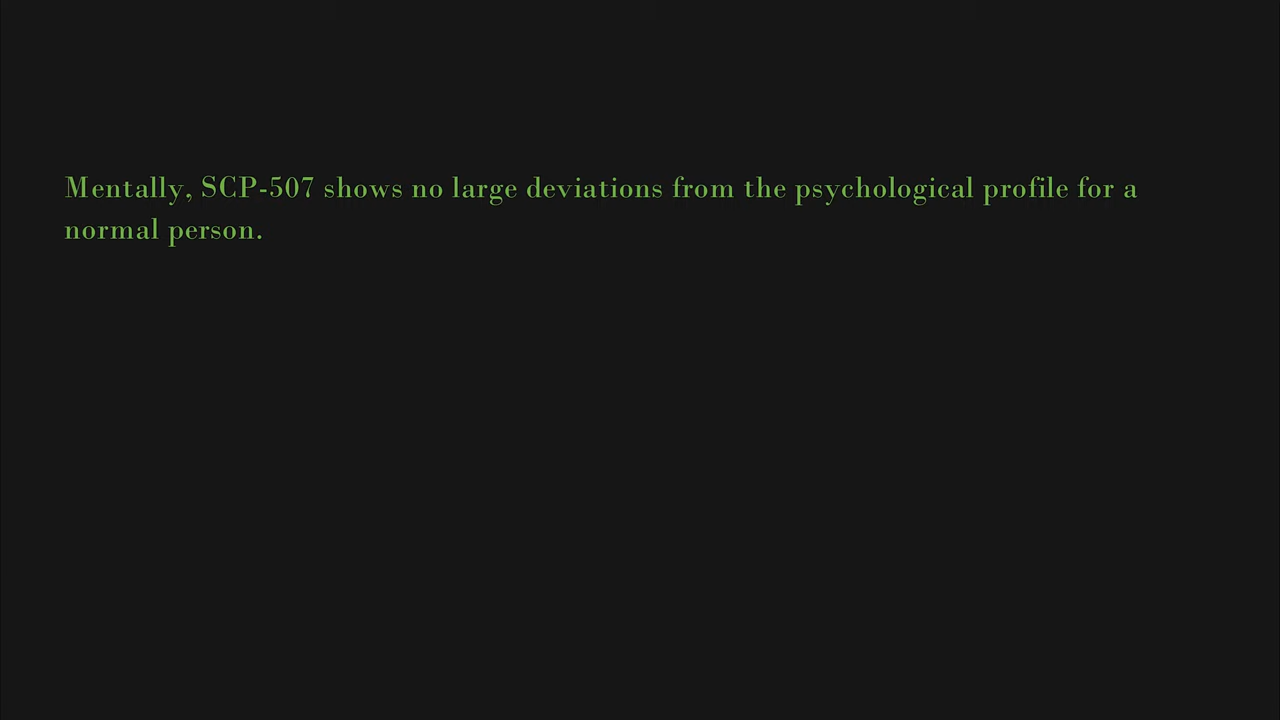 Mentally, SCP-507 shows no large deviations from the psychological profile for a
normal person.